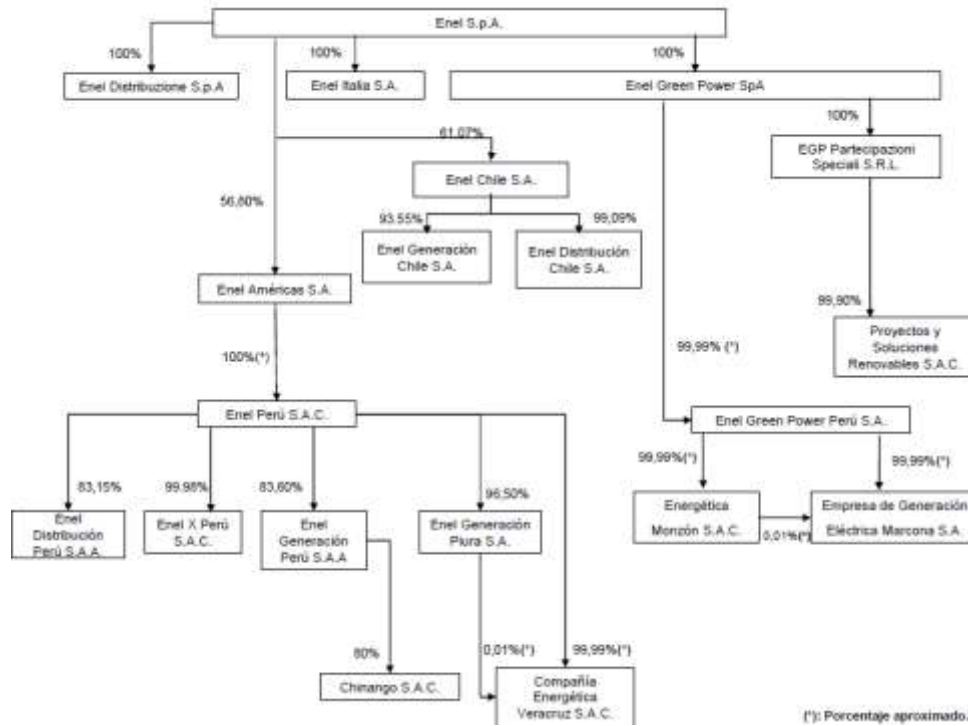 Enel S.p.A.
100%
100%
100%
Enel Distribuzione S.p.A
Enel Italia S.A.
Enel Green Power SpA
61,07%
100%
EGP Partecipazioni
Speciali S.R.L.
Enel Chile S.A.
56,80%
93,55%
99,09%
Enel Generación
Chile S.A.
Enel Distribución
Chile S.A.
Enel Américas S.A.
99,90%
100%(*)
99,99% (*)
Proyectos y
Soluciones
Renovables S.A.C.
Enel Perú S.A.C.
Enel Green Power Perú S.A.
99,99%(*)
99,99%(*)
83,15%
99,98%
83,60%
96,50%
Enel
Distribución
Perú S.A.A.
Enel X Perú
S.A.C.
Enel
Generación
Perú S.A.A
Enel Generación
Piura S.A.
Energética
Monzón S.A.C.
0,01%(*)
Empresa de Generación
Eléctrica Marcona S.A.
80%
0,01%(*)
99,99%(*)
Chinango S.A.C.
Compañía
Energética
Veracruz S.A.C.
(*): Porcentaje aproximado.